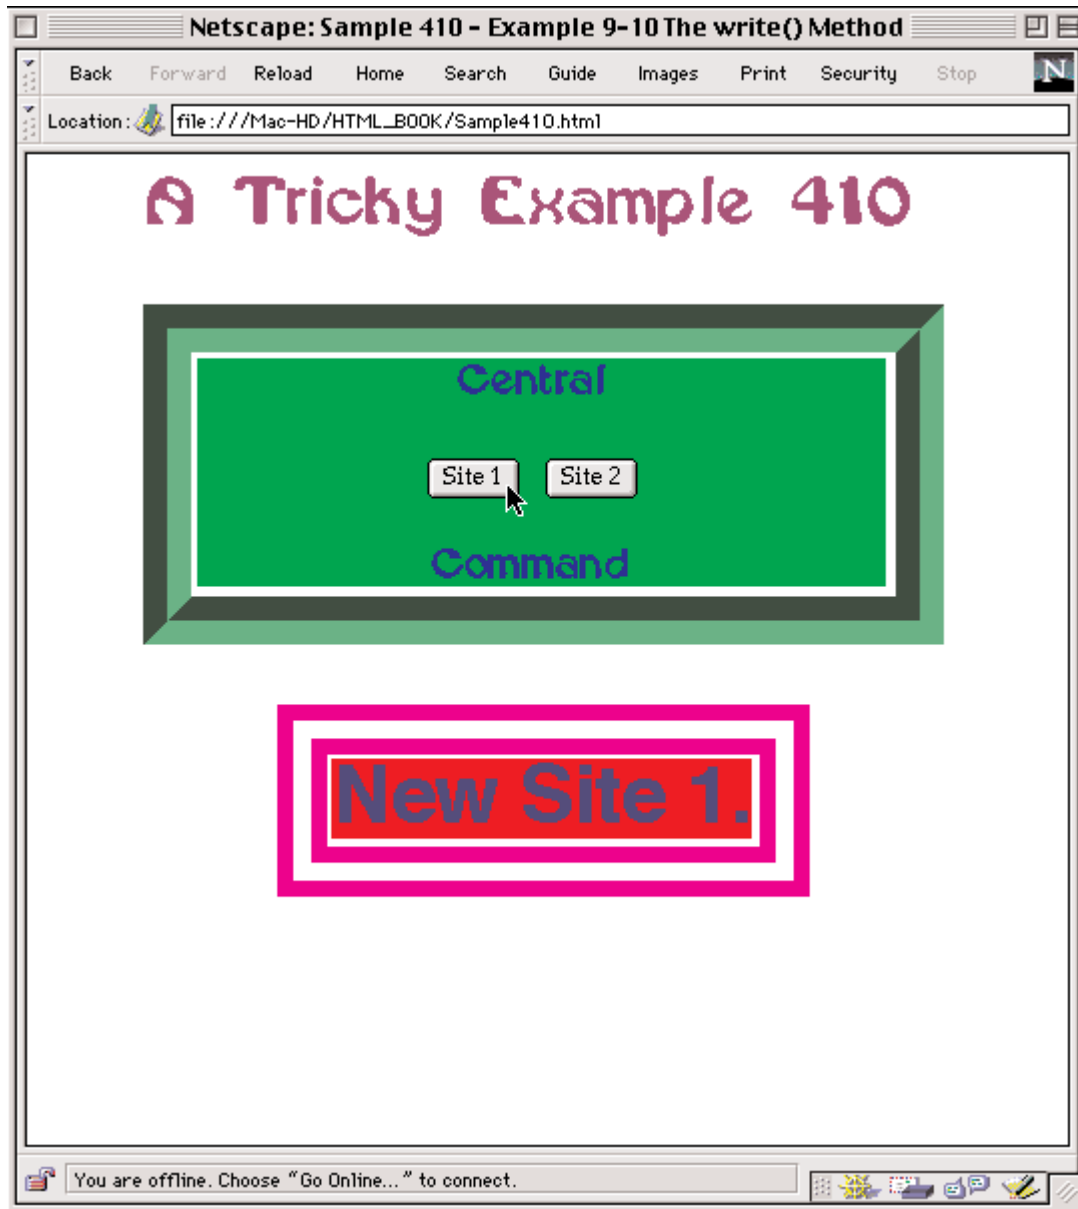 Netscape: Sample 410 - Example 9-10 The write() Method
Back Forward Reload Home Search Guide Images Print Security Stop N
Location: file:///Mac-HD/HTML_BOOK/Sample410.html
A Tricky Example 410
Central
Site 1 Site 2
Command
New Site 1.
You are offline. Choose "Go Online..." to connect.